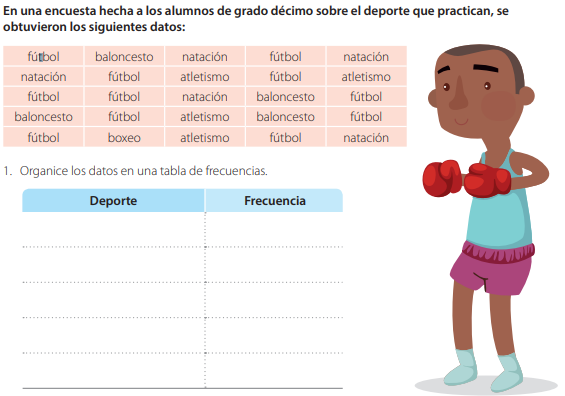 En una encuesta hecha a los alumnos de grado décimo sobre el deporte que practican, se
obtuvieron los siguientes datos:
fútbol baloncesto natación fútbol natación
natación fútbol atletismo fútbol atletismo
fútbol fútbol natación baloncesto fútbol
baloncesto fútbol atletismo baloncesto fútbol
fútbol boxeo atletismo fútbol natación
1. Organice los datos en una tabla de frecuencias.
Deporte Frecuencia